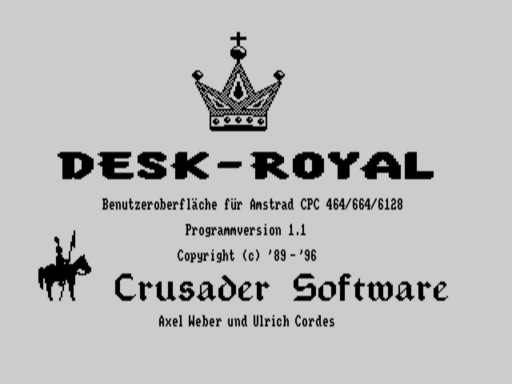 DESK-ROYAL
Benutzeroberfläche für Amstrad CPC 464/664/6128
Programmversion 1.1
Copyright (c) '89-'96
Crusader Software
Axel Weber und Ulrich Cordes